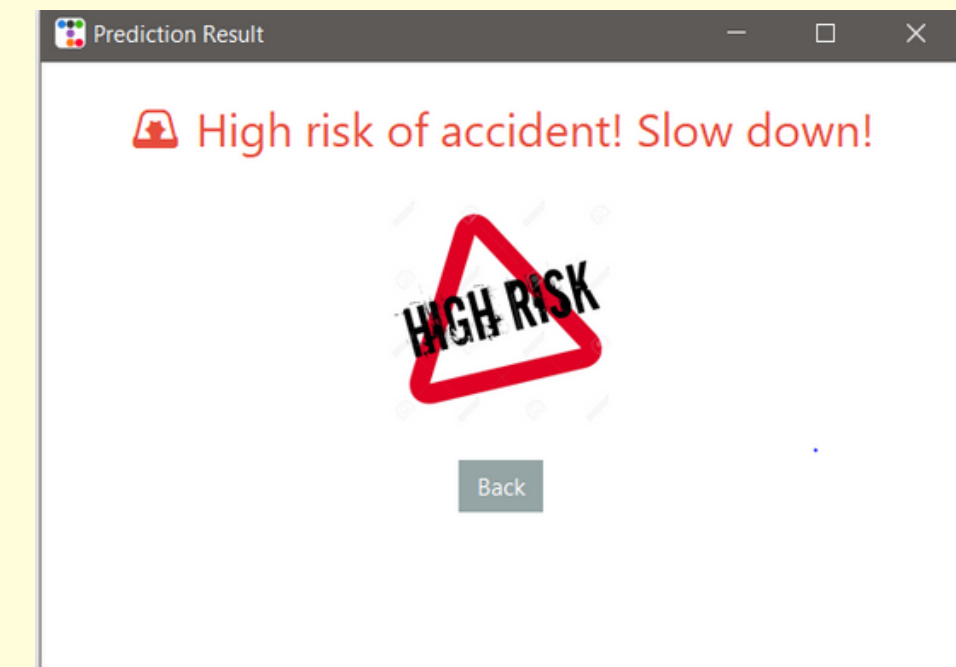 Prediction Result
🚨 High risk of accident! Slow down!
HIGH RISK
Back